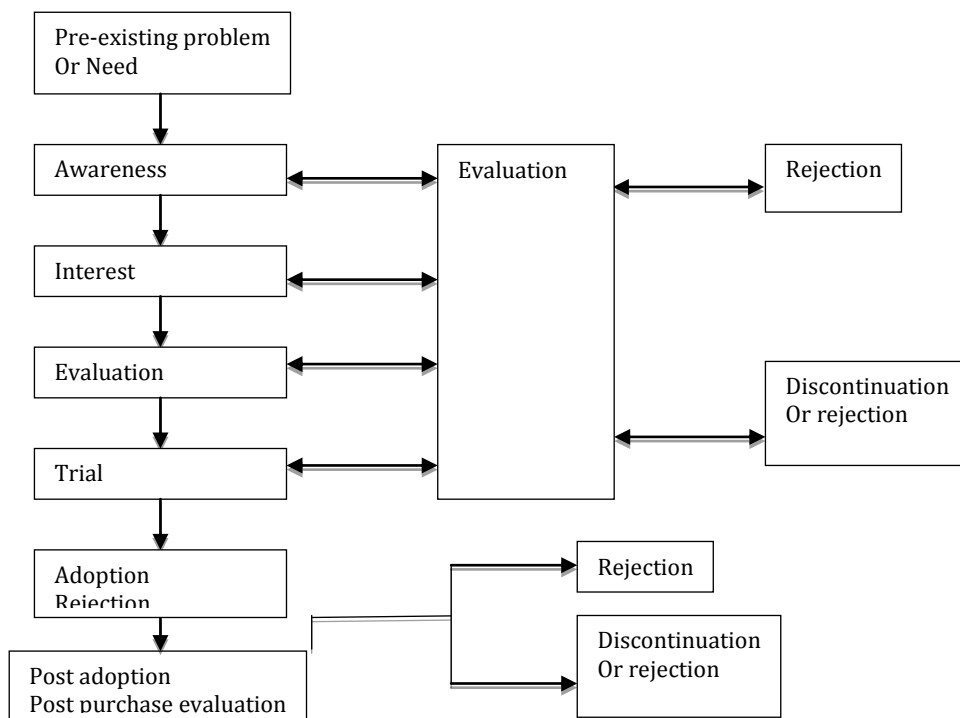 Pre-existing problem
Or Need
Awareness
Evaluation
Rejection
Interest
Evaluation
Discontinuation
Or rejection
Trial
Adoption
Rejection
Rejection
Discontinuation
Or rejection
Post adoption
Post purchase evaluation